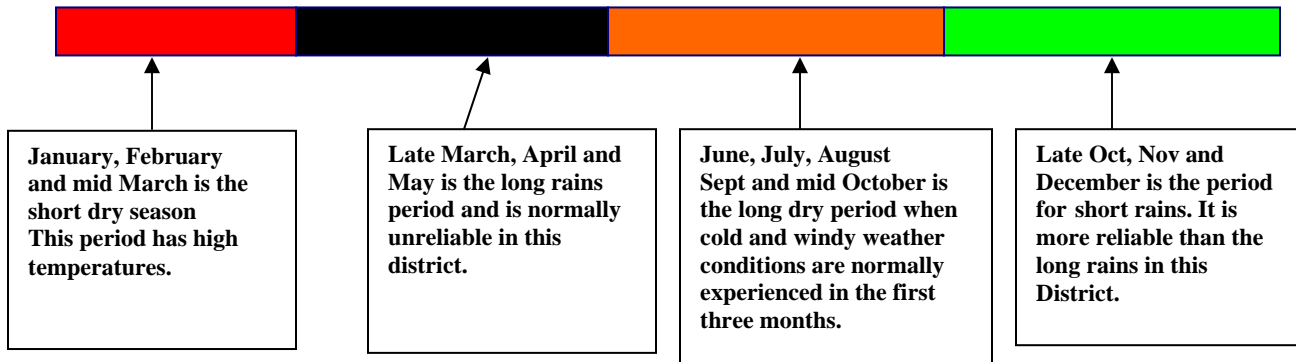 January, February
and mid March is the
short dry season
This period has high
temperatures.
Late March, April and
May is the long rains
period and is normally
unreliable in this
district.
June, July, August
Sept and mid October is
the long dry period when
cold and windy weather
conditions are normally
experienced in the first
three months.
Late Oct, Nov and
December is the period
for short rains. It is
more reliable than the
long rains in this
District.